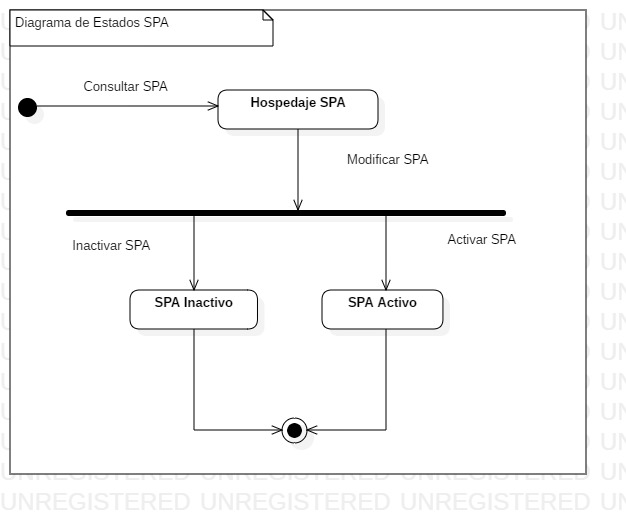 Diagrama de Estados SPA
Consultar SPA
Hospedaje SPA
Modificar SPA
Inactivar SPA
Activar SPA
SPA Inactivo
SPA Activo
UNREGISTERED UNREGISTERED UNREGISTERED UN